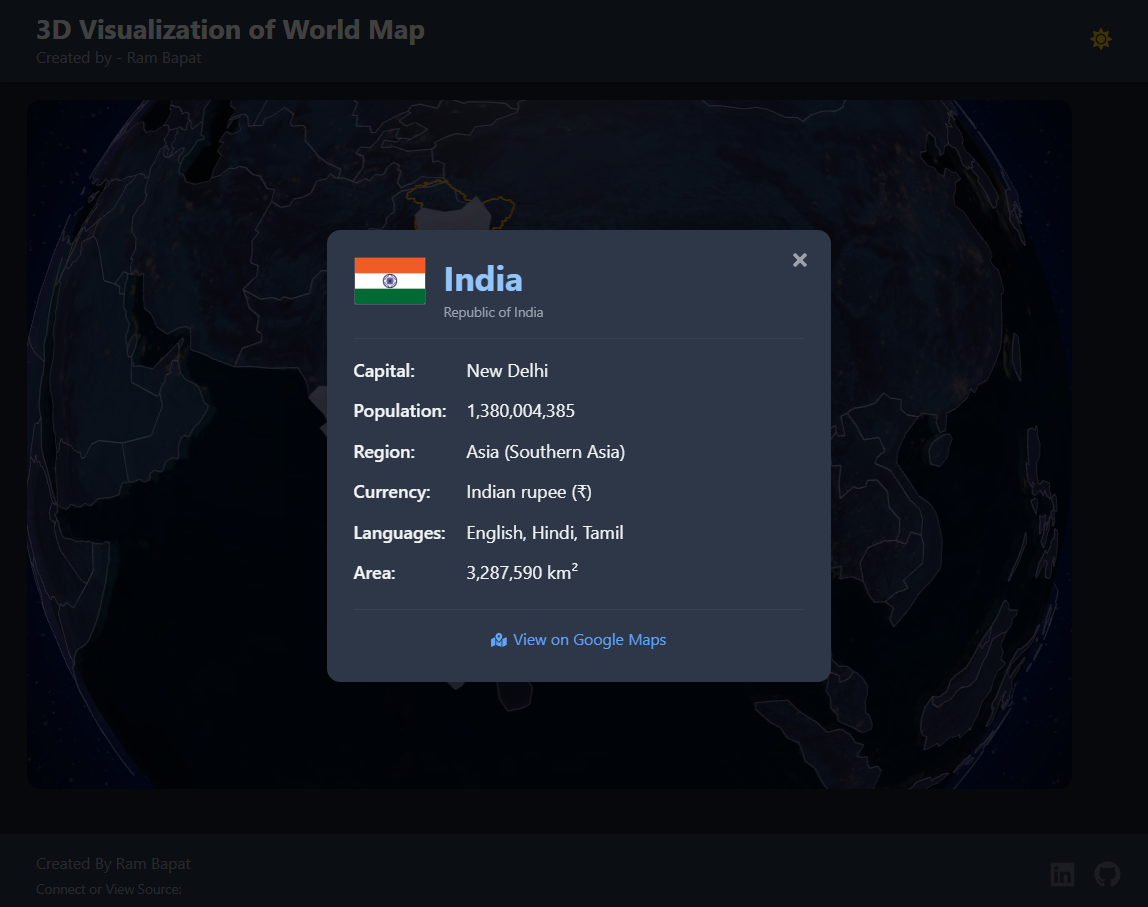 3D Visualization of World Map
Created by - Ram Bapat
India
Republic of India
Capital: New Delhi
Population: 1,380,004,385
Region: Asia (Southern Asia)
Currency: Indian rupee (₹)
Languages: English, Hindi, Tamil
Area: 3,287,590 km²
View on Google Maps
Created By Ram Bapat
Connect or View Source: